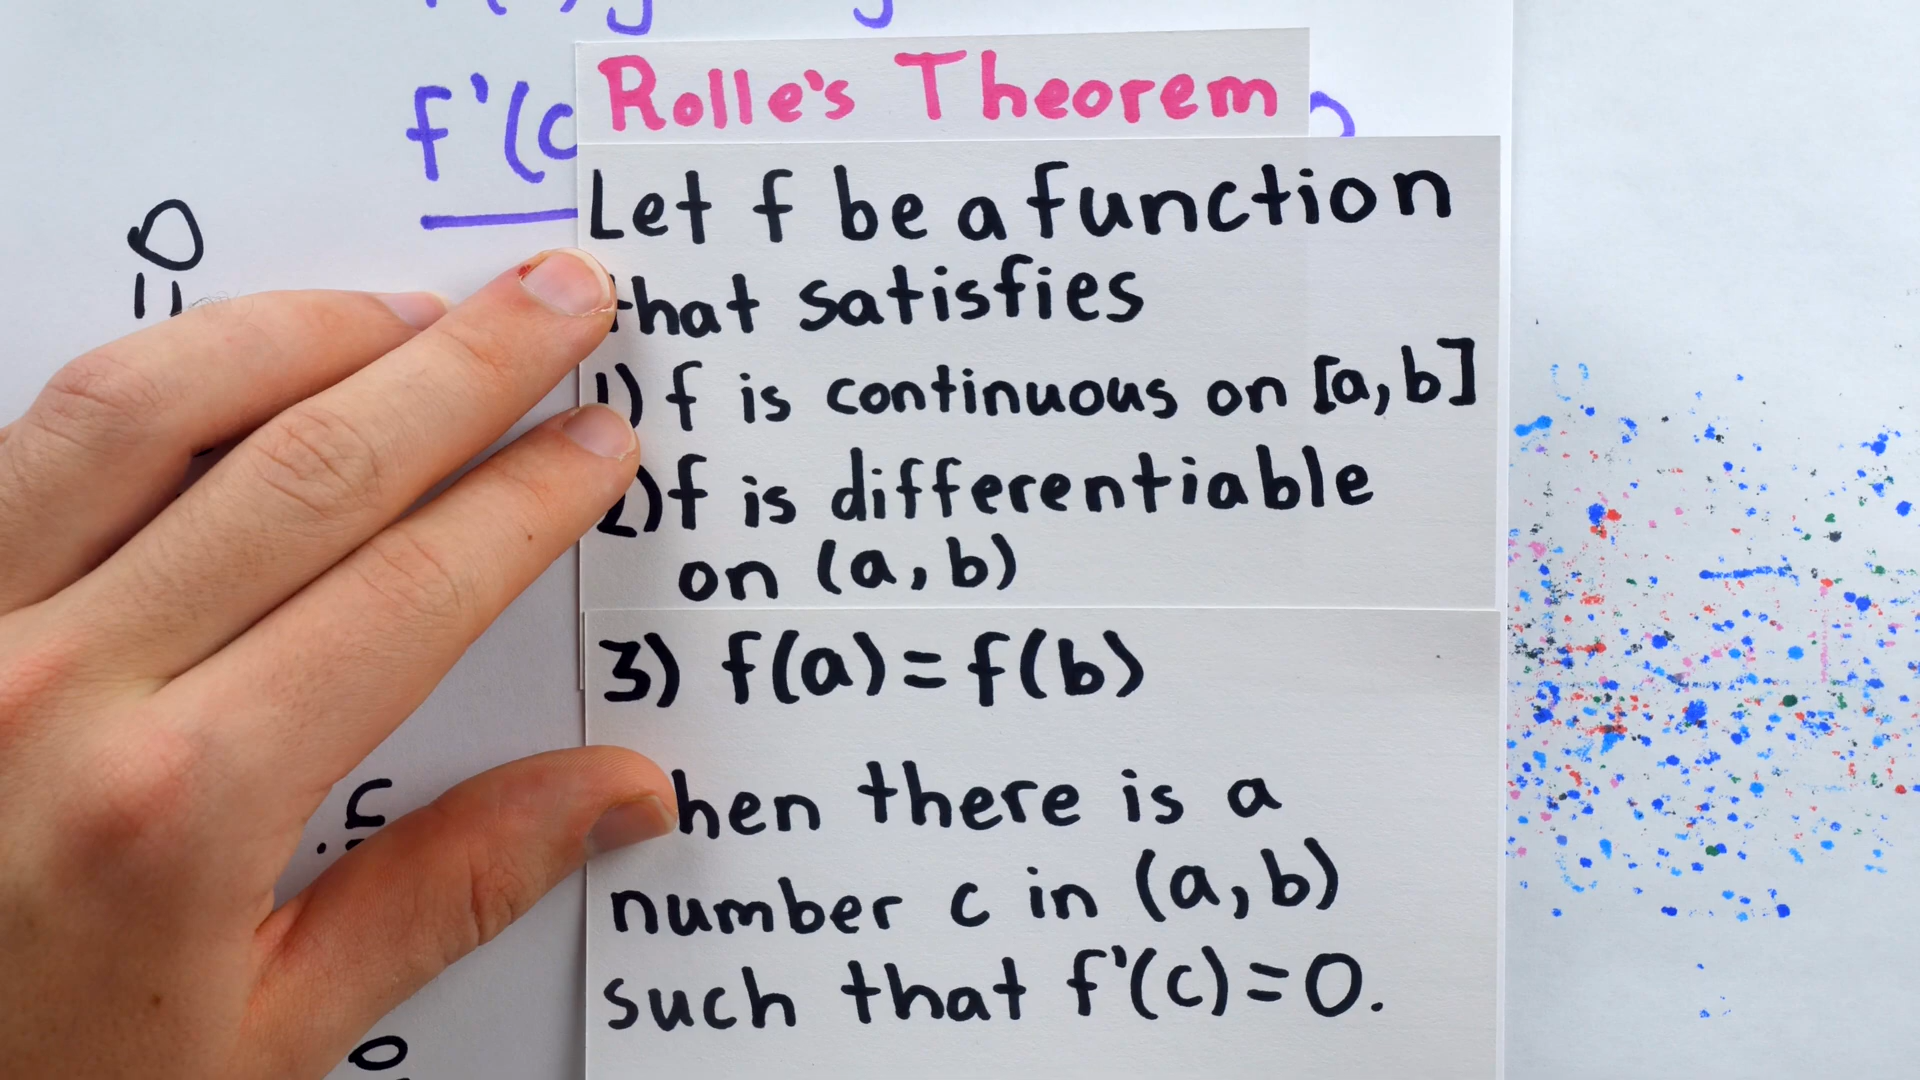 f'(c
Rolle's Theorem
Let f be a function
that satisfies
1) f is continuous on [a,b]
2) f is differentiable
on (a,b)
3) f(a)=f(b)
hen there is a
number c in (a,b)
such that f'(c)=0.